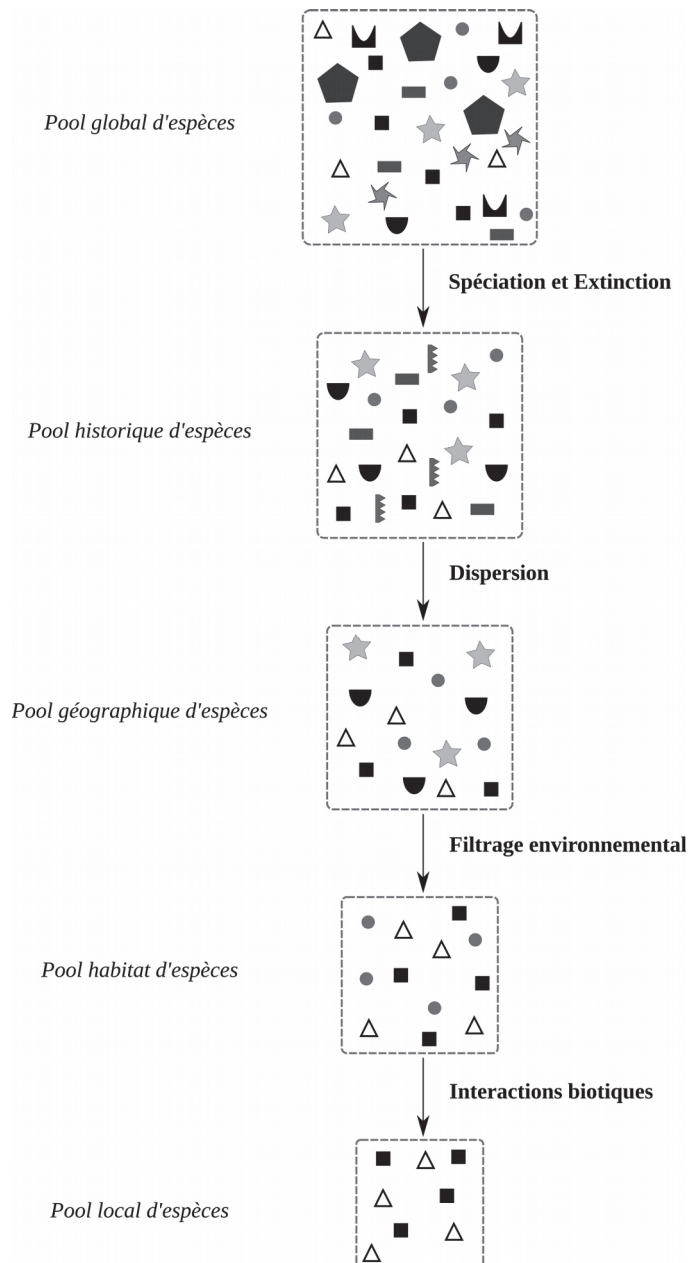 Pool global d'espèces
Spéciation et Extinction
Pool historique d'espèces
Dispersion
Pool géographique d'espèces
Filtrage environnemental
Pool habitat d'espèces
Interactions biotiques
Pool local d'espèces